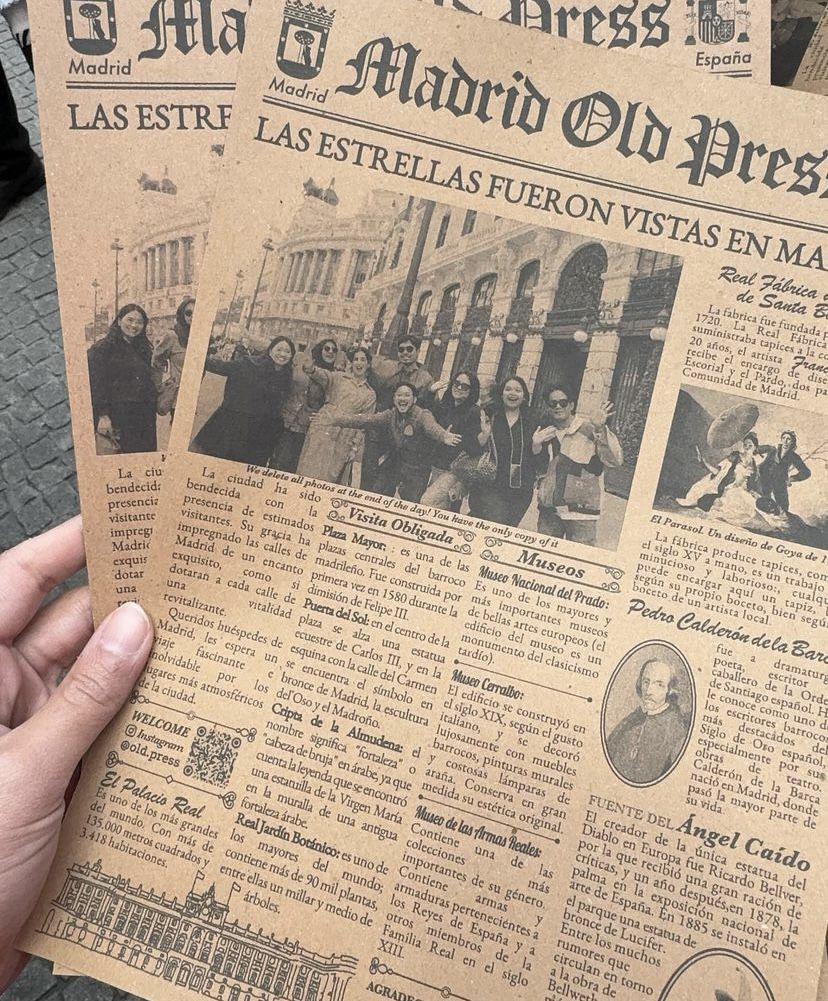 Madrid
Press
España
LAS ESTRE
La ciu
bendecida
presencia
una
Madrid
Madrid Old Press
LAS ESTRELLAS FUERON VISTAS EN MA
We delete all photos at the end of the day! You have the only copy of it
La ciudad ha sido
bendecida con la
presencia de estimados
visitantes. Su gracia ha
impregnado las calles de
Madrid de un encanto
exquisito, como si
dotaran a cada calle de
una vitalidad
revitalizante.
Queridos huéspedes de
Madrid, les espera un
viaje fascinante e
inolvidable por los
lugares más atmosféricos
de la ciudad.
WELCOME
Instagram
@old.press
El Palacio Real
Es uno de los más grandes
del mundo. Con más de
135.000 metros cuadrados y
3.418 habitaciones.
Visita Obligada
Plaza Mayor: : es una de las
plazas centrales del barroco
madrileño. Fue construida por
primera vez en 1580 durante la
dimisión de Felipe III.
Puerta del Sol: en el centro de la
plaza se alza una estatua
ecuestre de Carlos III, y en la
esquina con la calle del Carmen
se encuentra el símbolo en
bronce de Madrid, la escultura
del Oso y el Madroño.
Cripta de la Almudena: el
nombre significa "fortaleza" o
"cabeza de bruja" en árabe, ya que
cuenta la leyenda que se encontró
una estatuilla de la Virgen María
en la muralla de una antigua
fortaleza árabe.
Real Jardín Botánico: es uno de
los mayores del mundo;
contiene más de 90 mil plantas,
entre ellas un millar y medio de
árboles.
Museos
Museo Nacional del Prado:
Es uno de los mayores y
más importantes museos
de bellas artes europeos (el
edificio del museo es un
monumento del clasicismo
tardío).
Museo Cerralbo:
El edificio se construyó en
el siglo XIX, según el gusto
italiano, y se decoró
lujosamente con muebles
barrocos, pinturas murales
y costosas lámparas de
araña. Conserva en gran
medida su estética original.
Museo de las Armas Reales:
Contiene una de las
colecciones más
importantes de su género.
Contiene armas y
armaduras pertenecientes a
los Reyes de España y a
otros miembros de la
Familia Real en el siglo
XIII.
AGRADE
Real Fábrica
de Santa B
La fábrica fue fundada
1720. La Real Fábric
suministraba tapices a la co
20 años, el artista Franc
recibe el encargo de dise
Escorial y el Pardo, dos pa
Comunidad de Madrid.
El Parasol. Un diseño de Goya de 1
La fábrica produce tapices, com
el siglo XV a mano, es un trabajo
minucioso y laborioso, cualqu
puede encargar aquí un tapiz,
según su propio boceto, bien según
boceto de un artista local.
Pedro Calderón de la Barc
fue a dramaturg
poeta, escritor
caballero de la Orde
de Santiago español. H
le conoce como uno d
los escritores barroco
más destacados del
Siglo de Oro español,
especialmente por sus
obras de teatro.
Calderón de la Barca
nació en Madrid, donde
pasó la mayor parte de
su vida.
FUENTE DEL Ángel Caído
El creador de la única estatua del
Diablo en Europa fue Ricardo Bellver,
por la que recibió una gran ración de
críticas, y un año después,en 1878, la
palma en la exposición nacional de
arte de España. En 1885 se instaló en
el parque una estatua de
bronce de Lucifer.
Entre los muchos
rumores que
circulan en torno
a la obra de
Bellwe